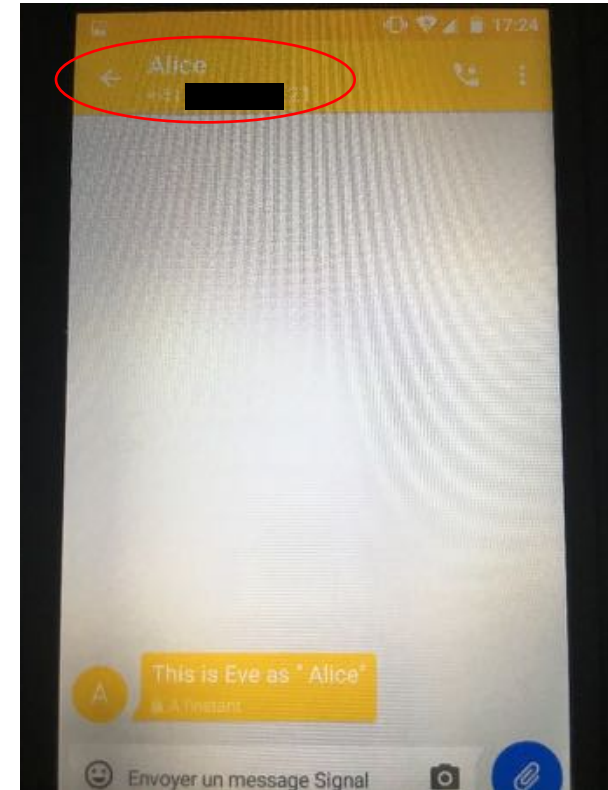 17:24
Alice
This is Eve as " Alice"
A
À l'instant
Envoyer un message Signal